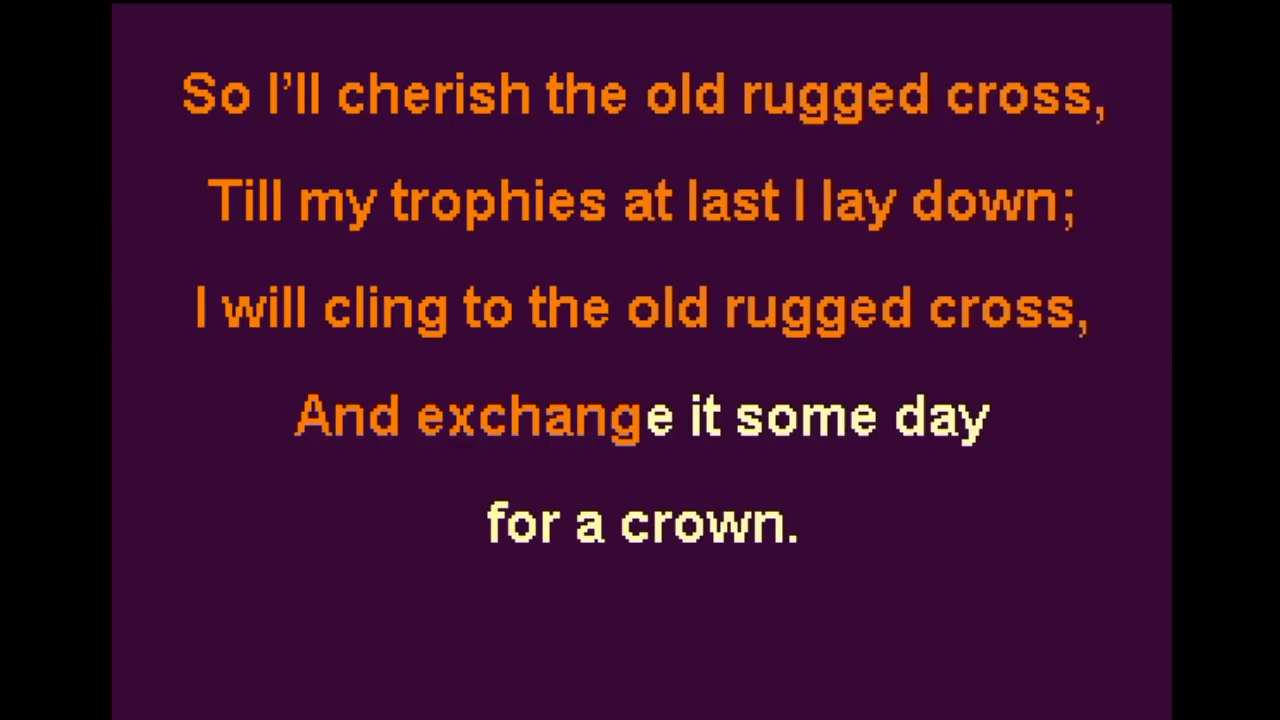 So I’ll cherish the old rugged cross,
Till my trophies at last I lay down;
I will cling to the old rugged cross,
And exchange it some day
for a crown.